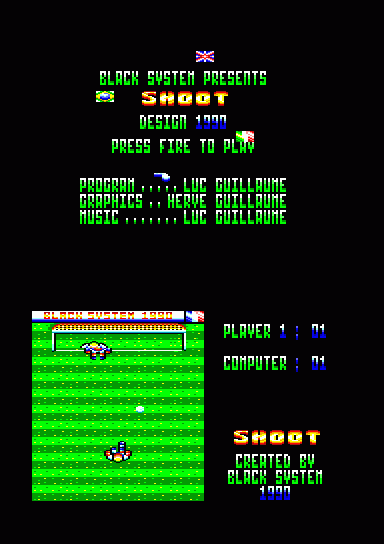 BLACK SYSTEM PRESENTS
SHOOT
DESIGN 1990
PRESS FIRE TO PLAY
PROGRAM ..... LUC GUILLAUME
GRAPHICS .. HERVE GUILLAUME
MUSIC ....... LUC GUILLAUME
BLACK SYSTEM 1990
PLAYER 1 : 01
COMPUTER : 01
SHOOT
CREATED BY
BLACK SYSTEM
1990